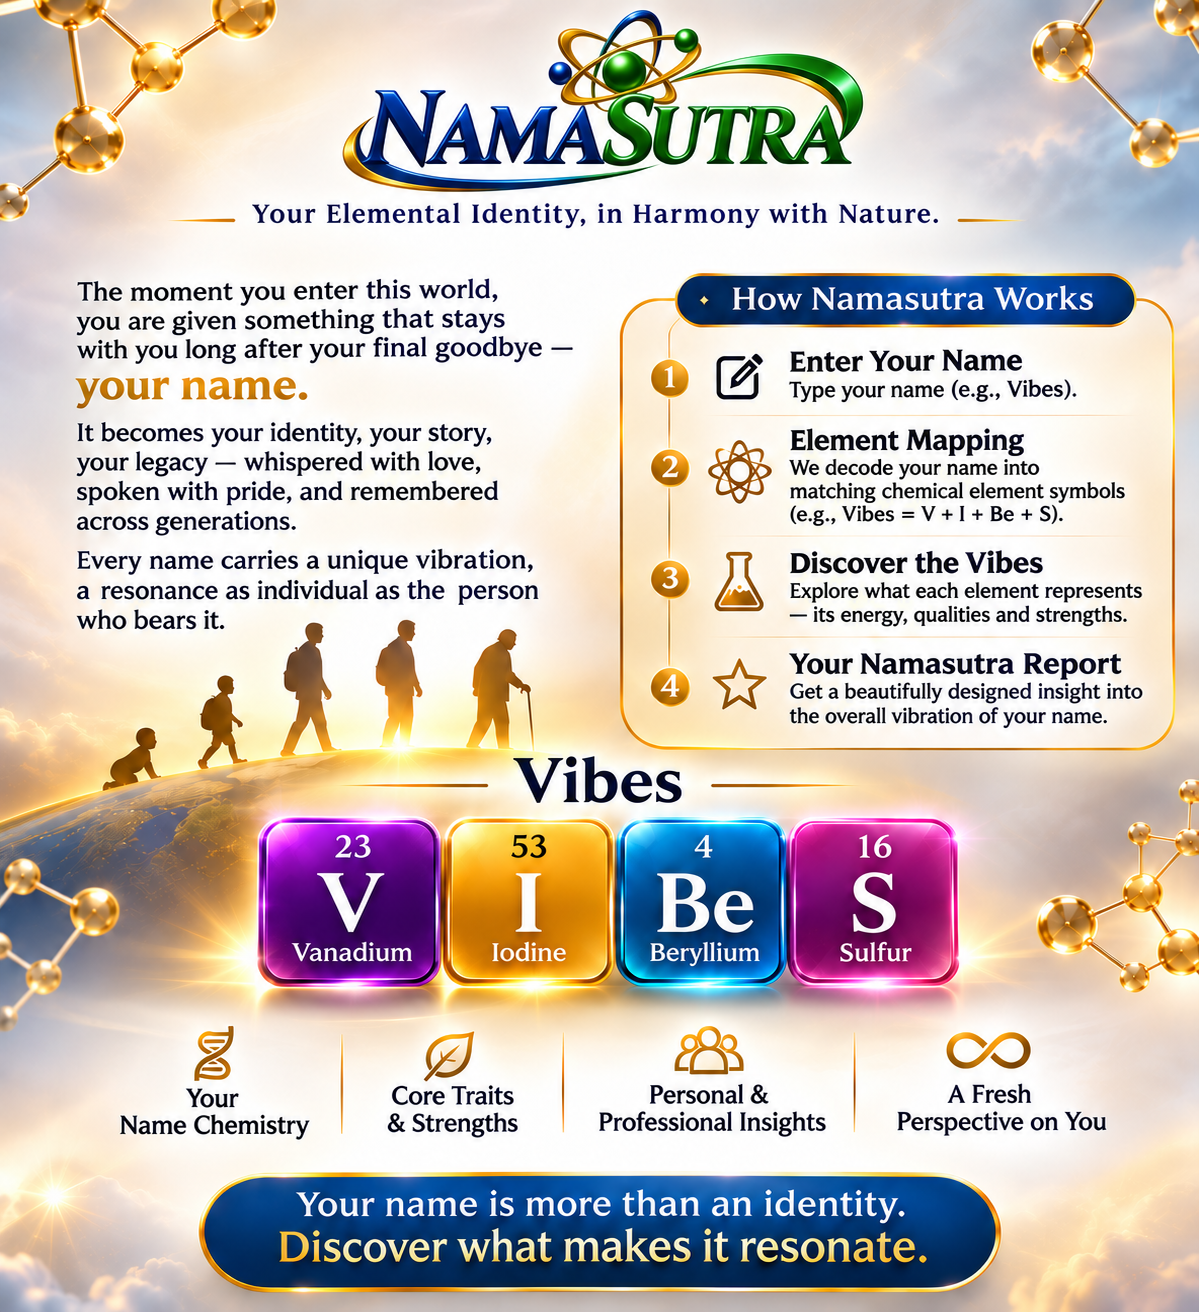 NAMASUTRA
Your Elemental Identity, in Harmony with Nature.
The moment you enter this world,
you are given something that stays
with you long after your final goodbye —
your name.
It becomes your identity, your story,
your legacy — whispered with love,
spoken with pride, and remembered
across generations.
Every name carries a unique vibration,
a resonance as individual as the person
who bears it.
How Namasutra Works
1
Enter Your Name
Type your name (e.g., Vibes).
2
Element Mapping
We decode your name into
matching chemical element symbols
(e.g., Vibes = V + I + Be + S).
3
Discover the Vibes
Explore what each element represents
— its energy, qualities and strengths.
4
Your Namasutra Report
Get a beautifully designed insight into
the overall vibration of your name.
Vibes
23
V
Vanadium
53
I
Iodine
4
Be
Beryllium
16
S
Sulfur
Your
Name Chemistry
Core Traits
& Strengths
Personal &
Professional Insights
A Fresh
Perspective on You
Your name is more than an identity.
Discover what makes it resonate.